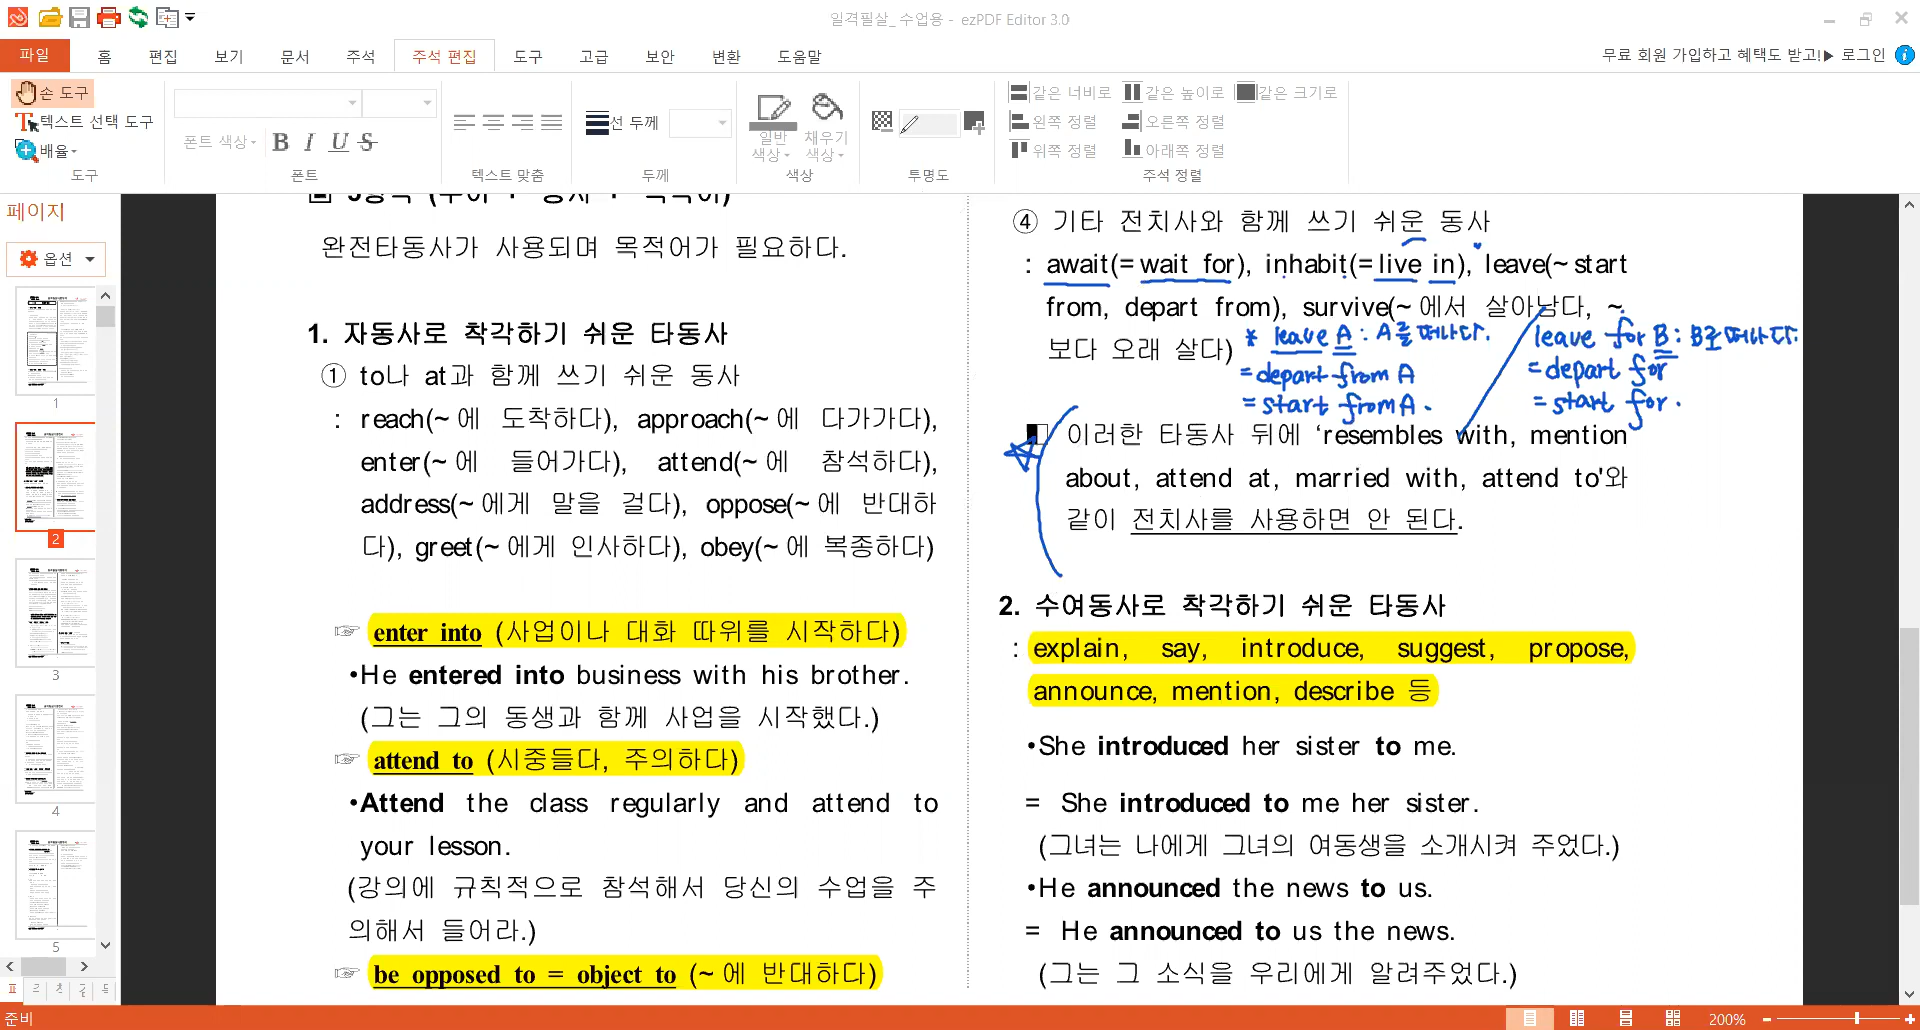 일격필살_ 수업용 - ezPDF Editor 3.0
파일 홈 편집 보기 문서 주석 주석 편집 도구 고급 보안 변환 도움말
무료 회원 가입하고 혜택도 받고!▶ 로그인
손 도구
텍스트 선택 도구
배율
도구
폰트 색상
B I U S
폰트
텍스트 맞춤
선 두께
두께
일반 색상
채우기 색상
색상
투명도
같은 너비로 같은 높이로 같은 크기로
왼쪽 정렬 오른쪽 정렬
위쪽 정렬 아래쪽 정렬
주석 정렬
페이지
옵션
1
2
3
4
5
완전타동사가 사용되며 목적어가 필요하다.
1. 자동사로 착각하기 쉬운 타동사
① to나 at과 함께 쓰기 쉬운 동사
: reach(~에 도착하다), approach(~에 다가가다),
enter(~에 들어가다), attend(~에 참석하다),
address(~에게 말을 걸다), oppose(~에 반대하
다), greet(~에게 인사하다), obey(~에 복종하다)
☞ enter into (사업이나 대화 따위를 시작하다)
•He entered into business with his brother.
(그는 그의 동생과 함께 사업을 시작했다.)
☞ attend to (시중들다, 주의하다)
•Attend the class regularly and attend to
your lesson.
(강의에 규칙적으로 참석해서 당신의 수업을 주
의해서 들어라.)
☞ be opposed to = object to (~에 반대하다)
④ 기타 전치사와 함께 쓰기 쉬운 동사
: await(=wait for), inhabit(=live in), leave(~start
from, depart from), survive(~에서 살아남다, ~
보다 오래 살다)
* leave A : A를 떠나다.
= depart from A
= start from A.
leave for B : B로 떠나다.
= depart for
= start for.
이러한 타동사 뒤에 ‘resembles with, mention
about, attend at, married with, attend to'와
같이 전치사를 사용하면 안 된다.
2. 수여동사로 착각하기 쉬운 타동사
: explain, say, introduce, suggest, propose,
announce, mention, describe 등
•She introduced her sister to me.
= She introduced to me her sister.
(그녀는 나에게 그녀의 여동생을 소개시켜 주었다.)
•He announced the news to us.
= He announced to us the news.
(그는 그 소식을 우리에게 알려주었다.)
준비
200%